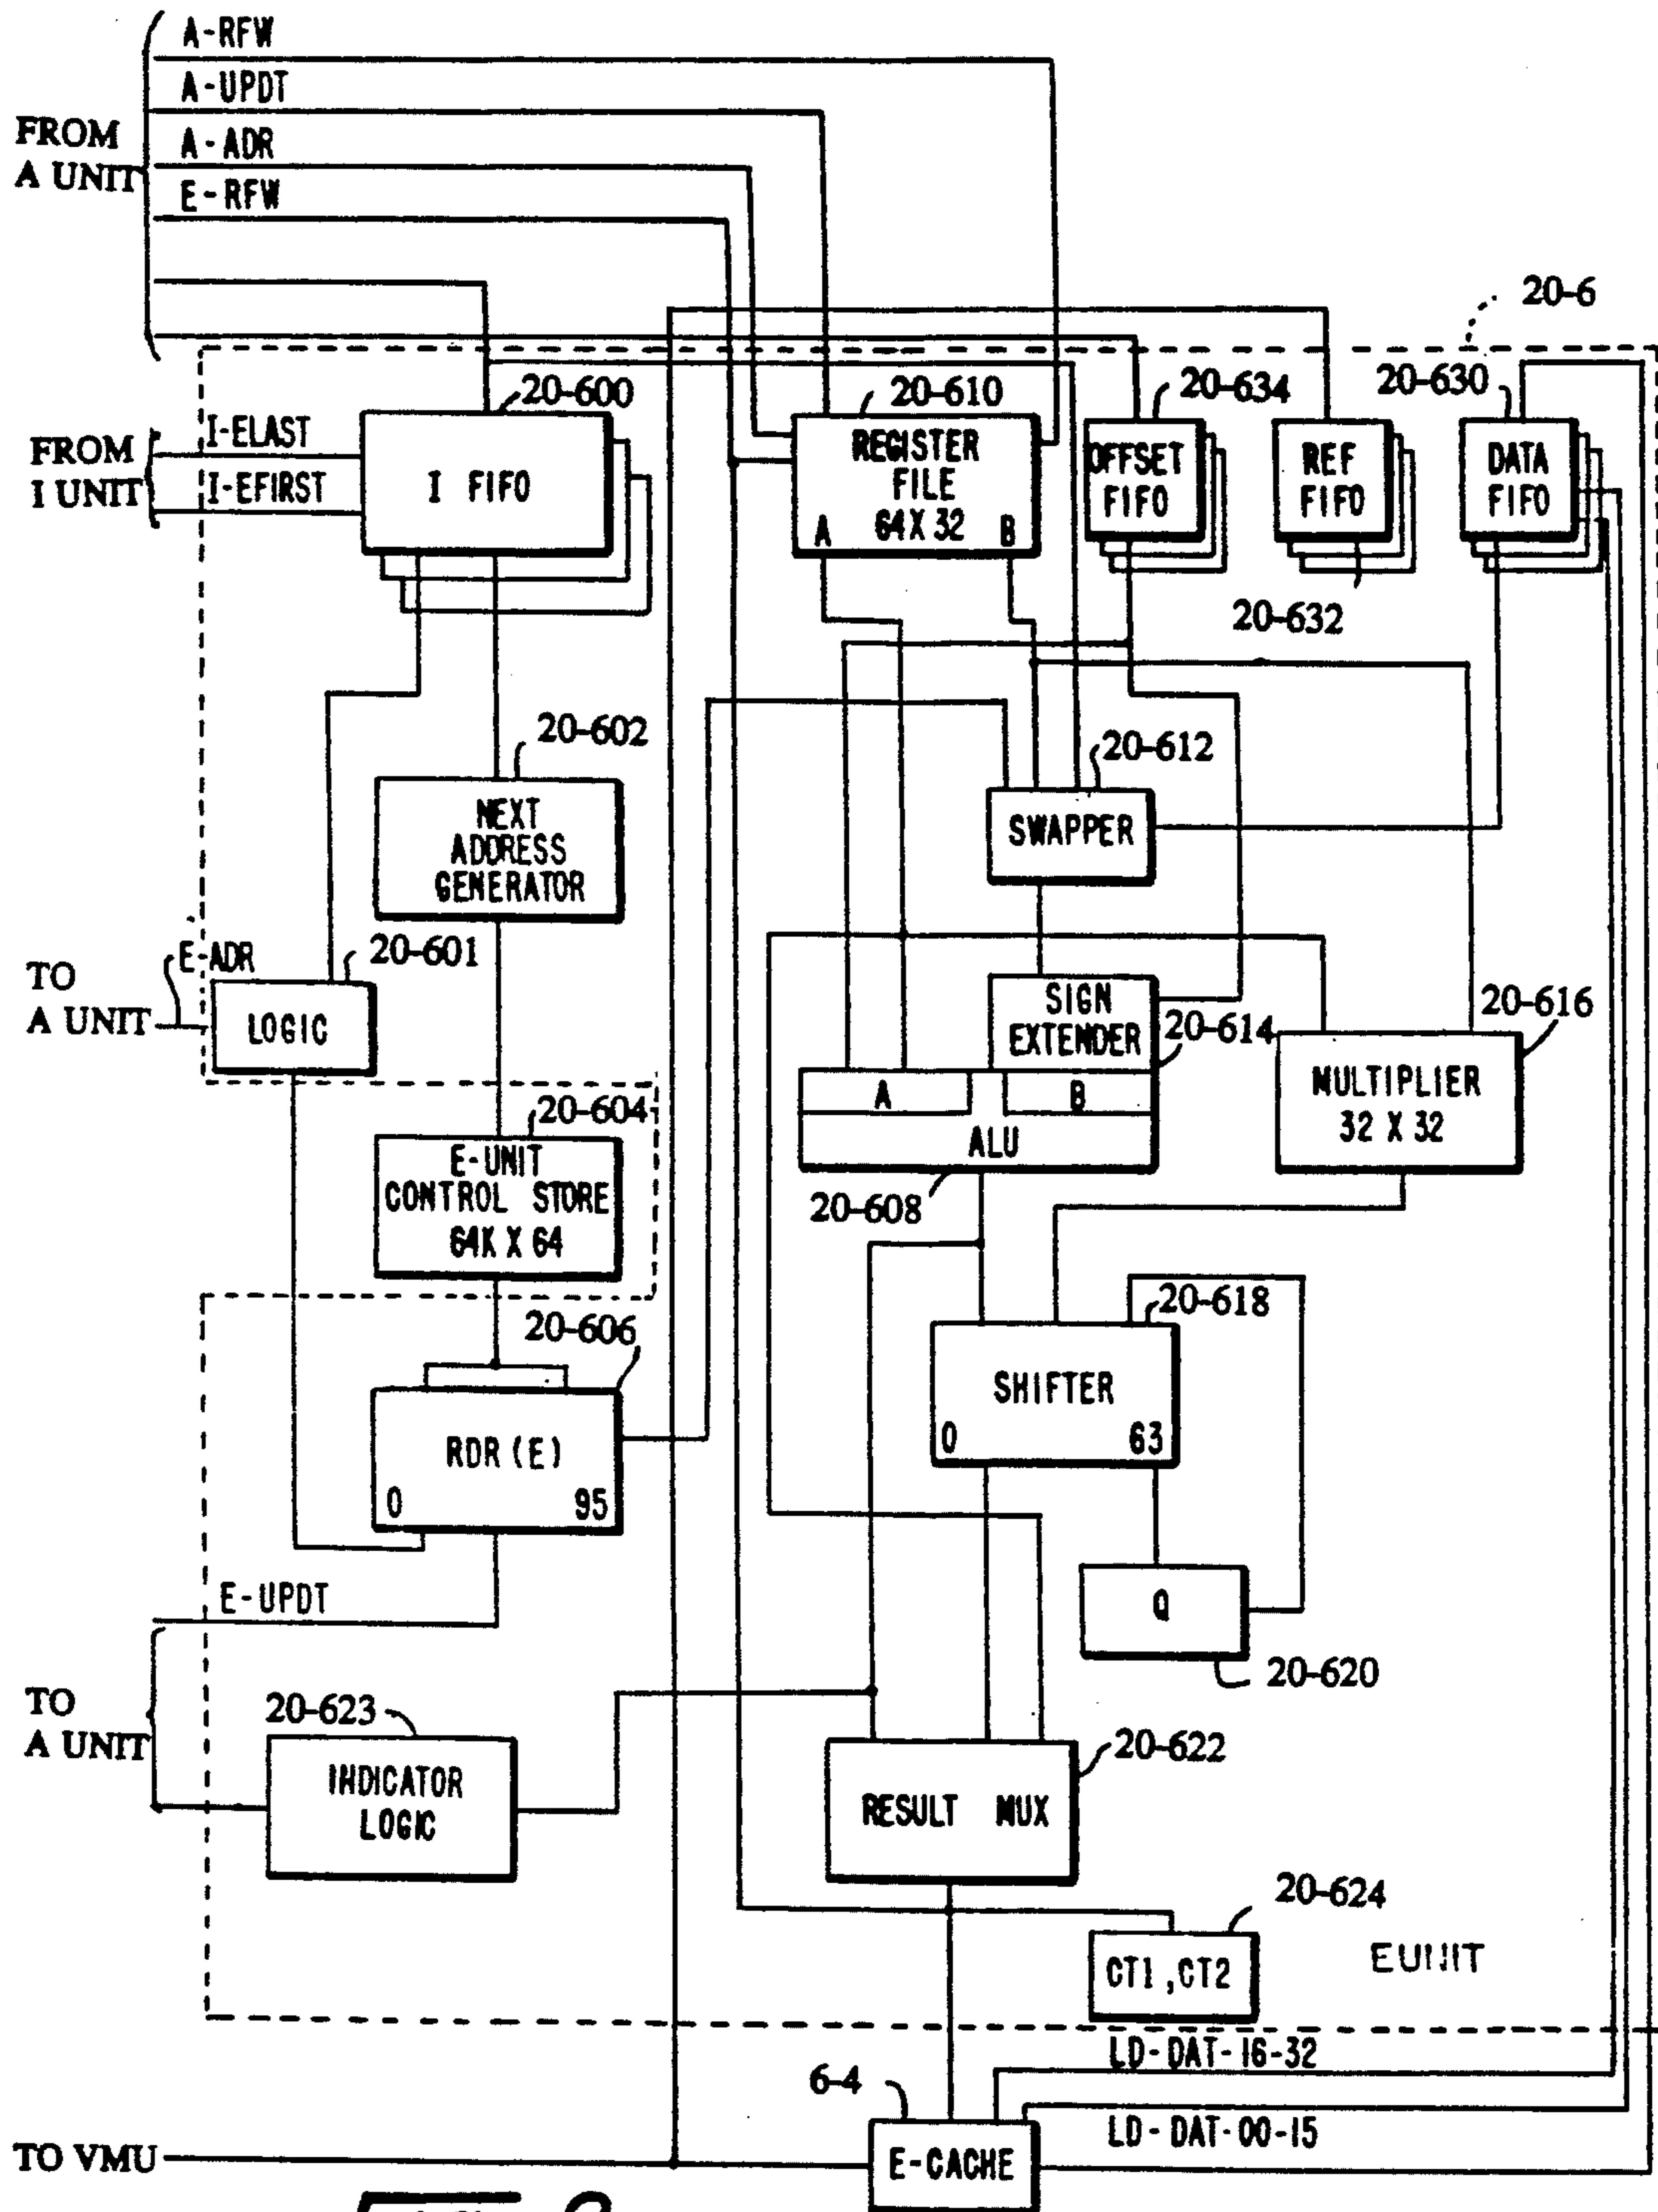 A-RFW
A-UPDT
A-ADR
E-RFW
FROM
A UNIT
20-6
20-600
20-610
20-634
20-630
FROM
I UNIT
I-ELAST
I-EFIRST
I FIFO
REGISTER
FILE
64X32
A
B
OFFSET
FIFO
REF
FIFO
DATA
FIFO
20-632
20-602
20-612
NEXT
ADDRESS
GENERATOR
SWAPPER
E-ADR
20-601
TO
A UNIT
LOGIC
SIGN
EXTENDER
20-614
20-616
A
B
ALU
MULTIPLIER
32 X 32
20-604
E-UNIT
CONTROL STORE
64K X 64
20-608
20-606
20-618
RDR (E)
0
95
SHIFTER
0
63
E-UPDT
Q
20-620
TO
A UNIT
20-623
INDICATOR
LOGIC
20-622
RESULT MUX
20-624
CT1, CT2
EUNIT
LD-DAT-16-32
6-4
LD-DAT-00-15
TO VMU
E-CACHE